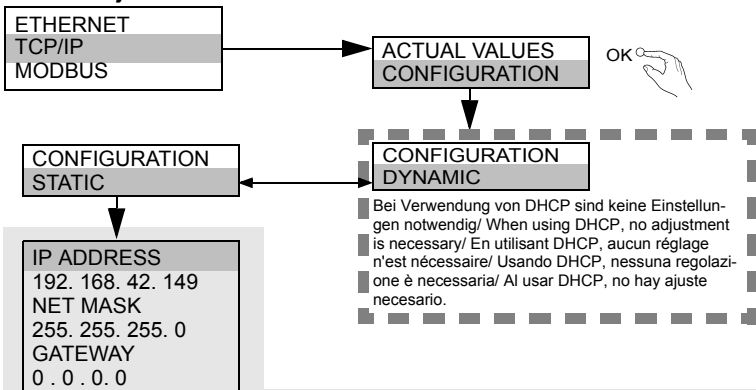 ETHERNET
TCP/IP
MODBUS
ACTUAL VALUES
CONFIGURATION
OK
CONFIGURATION
STATIC
CONFIGURATION
DYNAMIC
Bei Verwendung von DHCP sind keine Einstellun-
gen notwendig/ When using DHCP, no adjustment
is necessary/ En utilisant DHCP, aucun réglage
n'est nécessaire/ Usando DHCP, nessuna regolazi-
one è necessaria/ Al usar DHCP, no hay ajuste
necesario.
IP ADDRESS
192. 168. 42. 149
NET MASK
255. 255. 255. 0
GATEWAY
0 . 0 . 0. 0